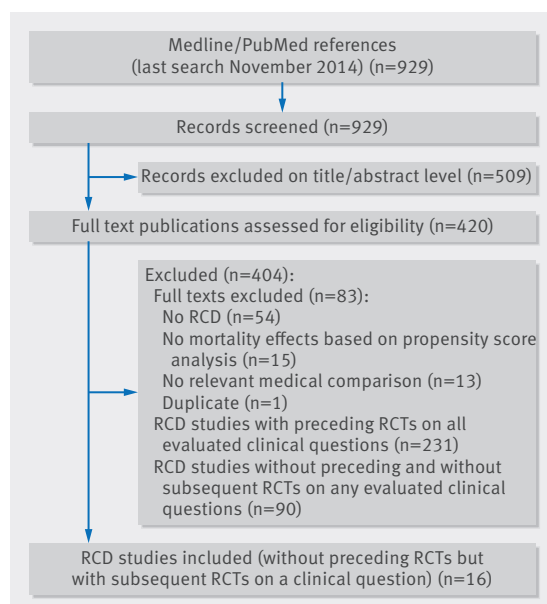 Medline/PubMed references
(last search November 2014) (n=929)
Records screened (n=929)
Records excluded on title/abstract level (n=509)
Full text publications assessed for eligibility (n=420)
Excluded (n=404):
Full texts excluded (n=83):
No RCD (n=54)
No mortality effects based on propensity score
analysis (n=15)
No relevant medical comparison (n=13)
Duplicate (n=1)
RCD studies with preceding RCTs on all
evaluated clinical questions (n=231)
RCD studies without preceding and without
subsequent RCTs on any evaluated clinical
questions (n=90)
RCD studies included (without preceding RCTs but
with subsequent RCTs on a clinical question) (n=16)